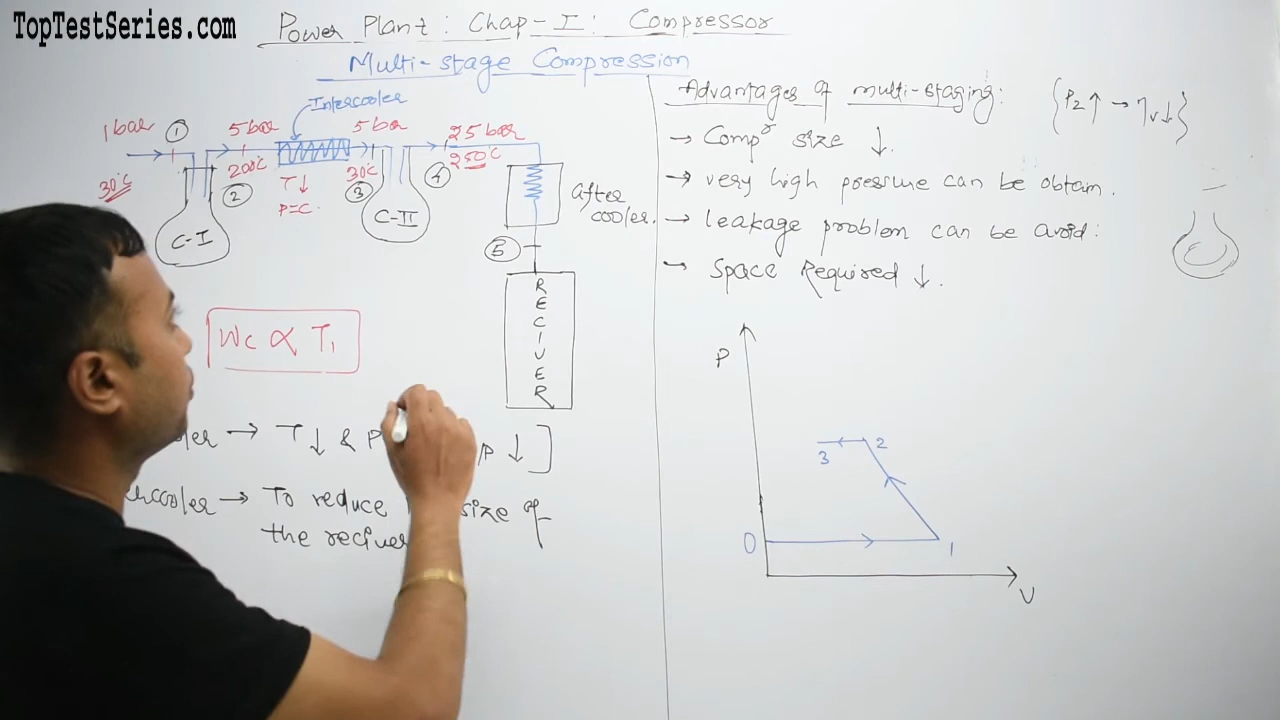 TopTestSeries.com
Power Plant : Chap-I : Compressor
Multi-stage Compression
Intercooler
1 bar
1
5 bar
5 bar
25 bar
30°C
200°C
2
T↓
P=C
30°C
3
250°C
4
C-I
C-II
After
cooler.
5
RECIVER
Wc ∝ T1
→ T↓ & P
P↓]
→ To reduce
size of
the reciver
Advantages of multi-staging:
{P2↑ → ηv↓}
→ Comp^r size ↓.
→ very high pressure can be obtain.
→ leakage problem can be avoid:
→ Space Required ↓.
P
3
2
0
1
V